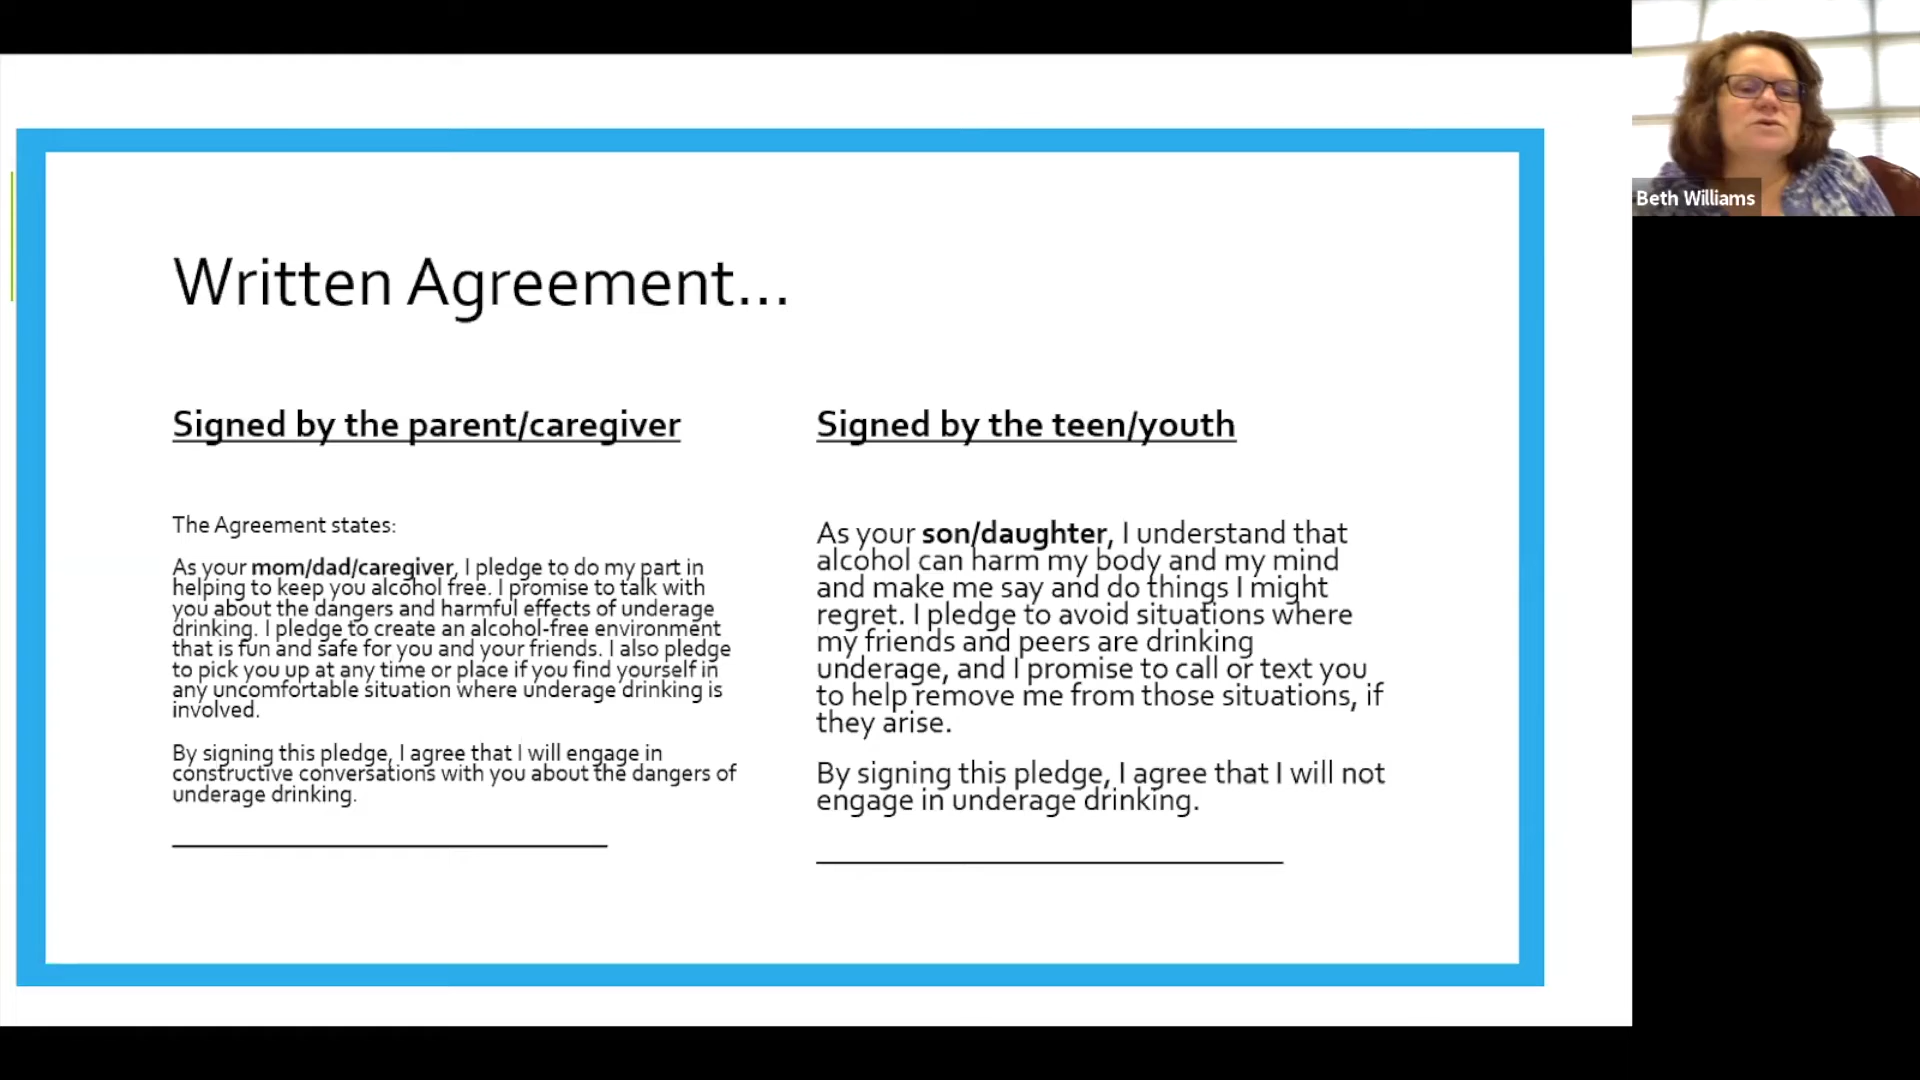 Written Agreement...
Signed by the parent/caregiver
The Agreement states:
As your mom/dad/caregiver, I pledge to do my part in
helping to keep you alcohol free. I promise to talk with
you about the dangers and harmful effects of underage
drinking. I pledge to create an alcohol-free environment
that is fun and safe for you and your friends. I also pledge
to pick you up at any time or place if you find yourself in
any uncomfortable situation where underage drinking is
involved.
By signing this pledge, I agree that I will engage in
constructive conversations with you about the dangers of
underage drinking.
Signed by the teen/youth
As your son/daughter, I understand that
alcohol can harm my body and my mind
and make me say and do things I might
regret. I pledge to avoid situations where
my friends and peers are drinking
underage, and I promise to call or text you
to help remove me from those situations, if
they arise.
By signing this pledge, I agree that I will not
engage in underage drinking.
Beth Williams